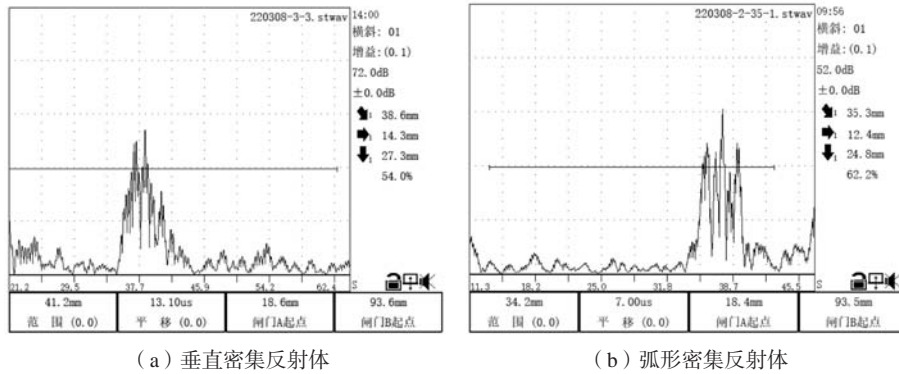 220308-3-3.stwav
14:00
横斜: 01
增益:(0.1)
72.0dB
±0.0dB
1 38.6mm
1 14.3mm
1 27.3mm
54.0%
21.2 29.5 37.7 45.9 54.2 62.4 S
41.2mm 13.10us 18.6mm 93.6mm
范 围 (0.0) 平 移 (0.0) 闸门A起点 闸门B起点
(a)垂直密集反射体
220308-2-35-1.stwav
09:56
横斜: 01
增益:(0.1)
52.0dB
±0.0dB
1 35.3mm
1 12.4mm
1 24.8mm
62.2%
11.3 18.2 25.0 31.8 38.7 45.5 S
34.2mm 7.00us 18.4mm 93.5mm
范 围 (0.0) 平 移 (0.0) 闸门A起点 闸门B起点
(b)弧形密集反射体